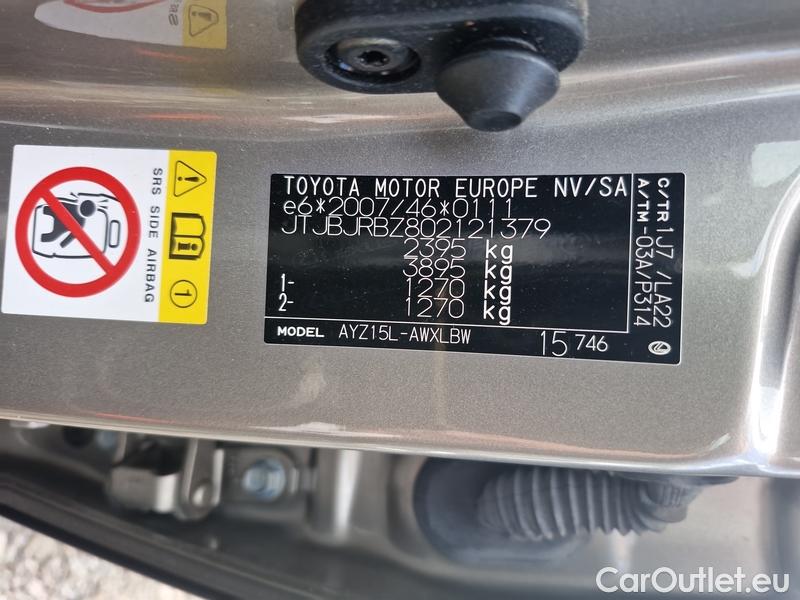 SRS SIDE AIRBAG
TOYOTA MOTOR EUROPE NV/SA
e6*2007/46*0111
JTJBJRBZ802121379
2395 kg
3895 kg
1- 1270 kg
2- 1270 kg
MODEL AYZ15L-AWXLBW 15 746
C/TR 1J7 /LA22
A/TM -03A/P314
CarOutlet.eu